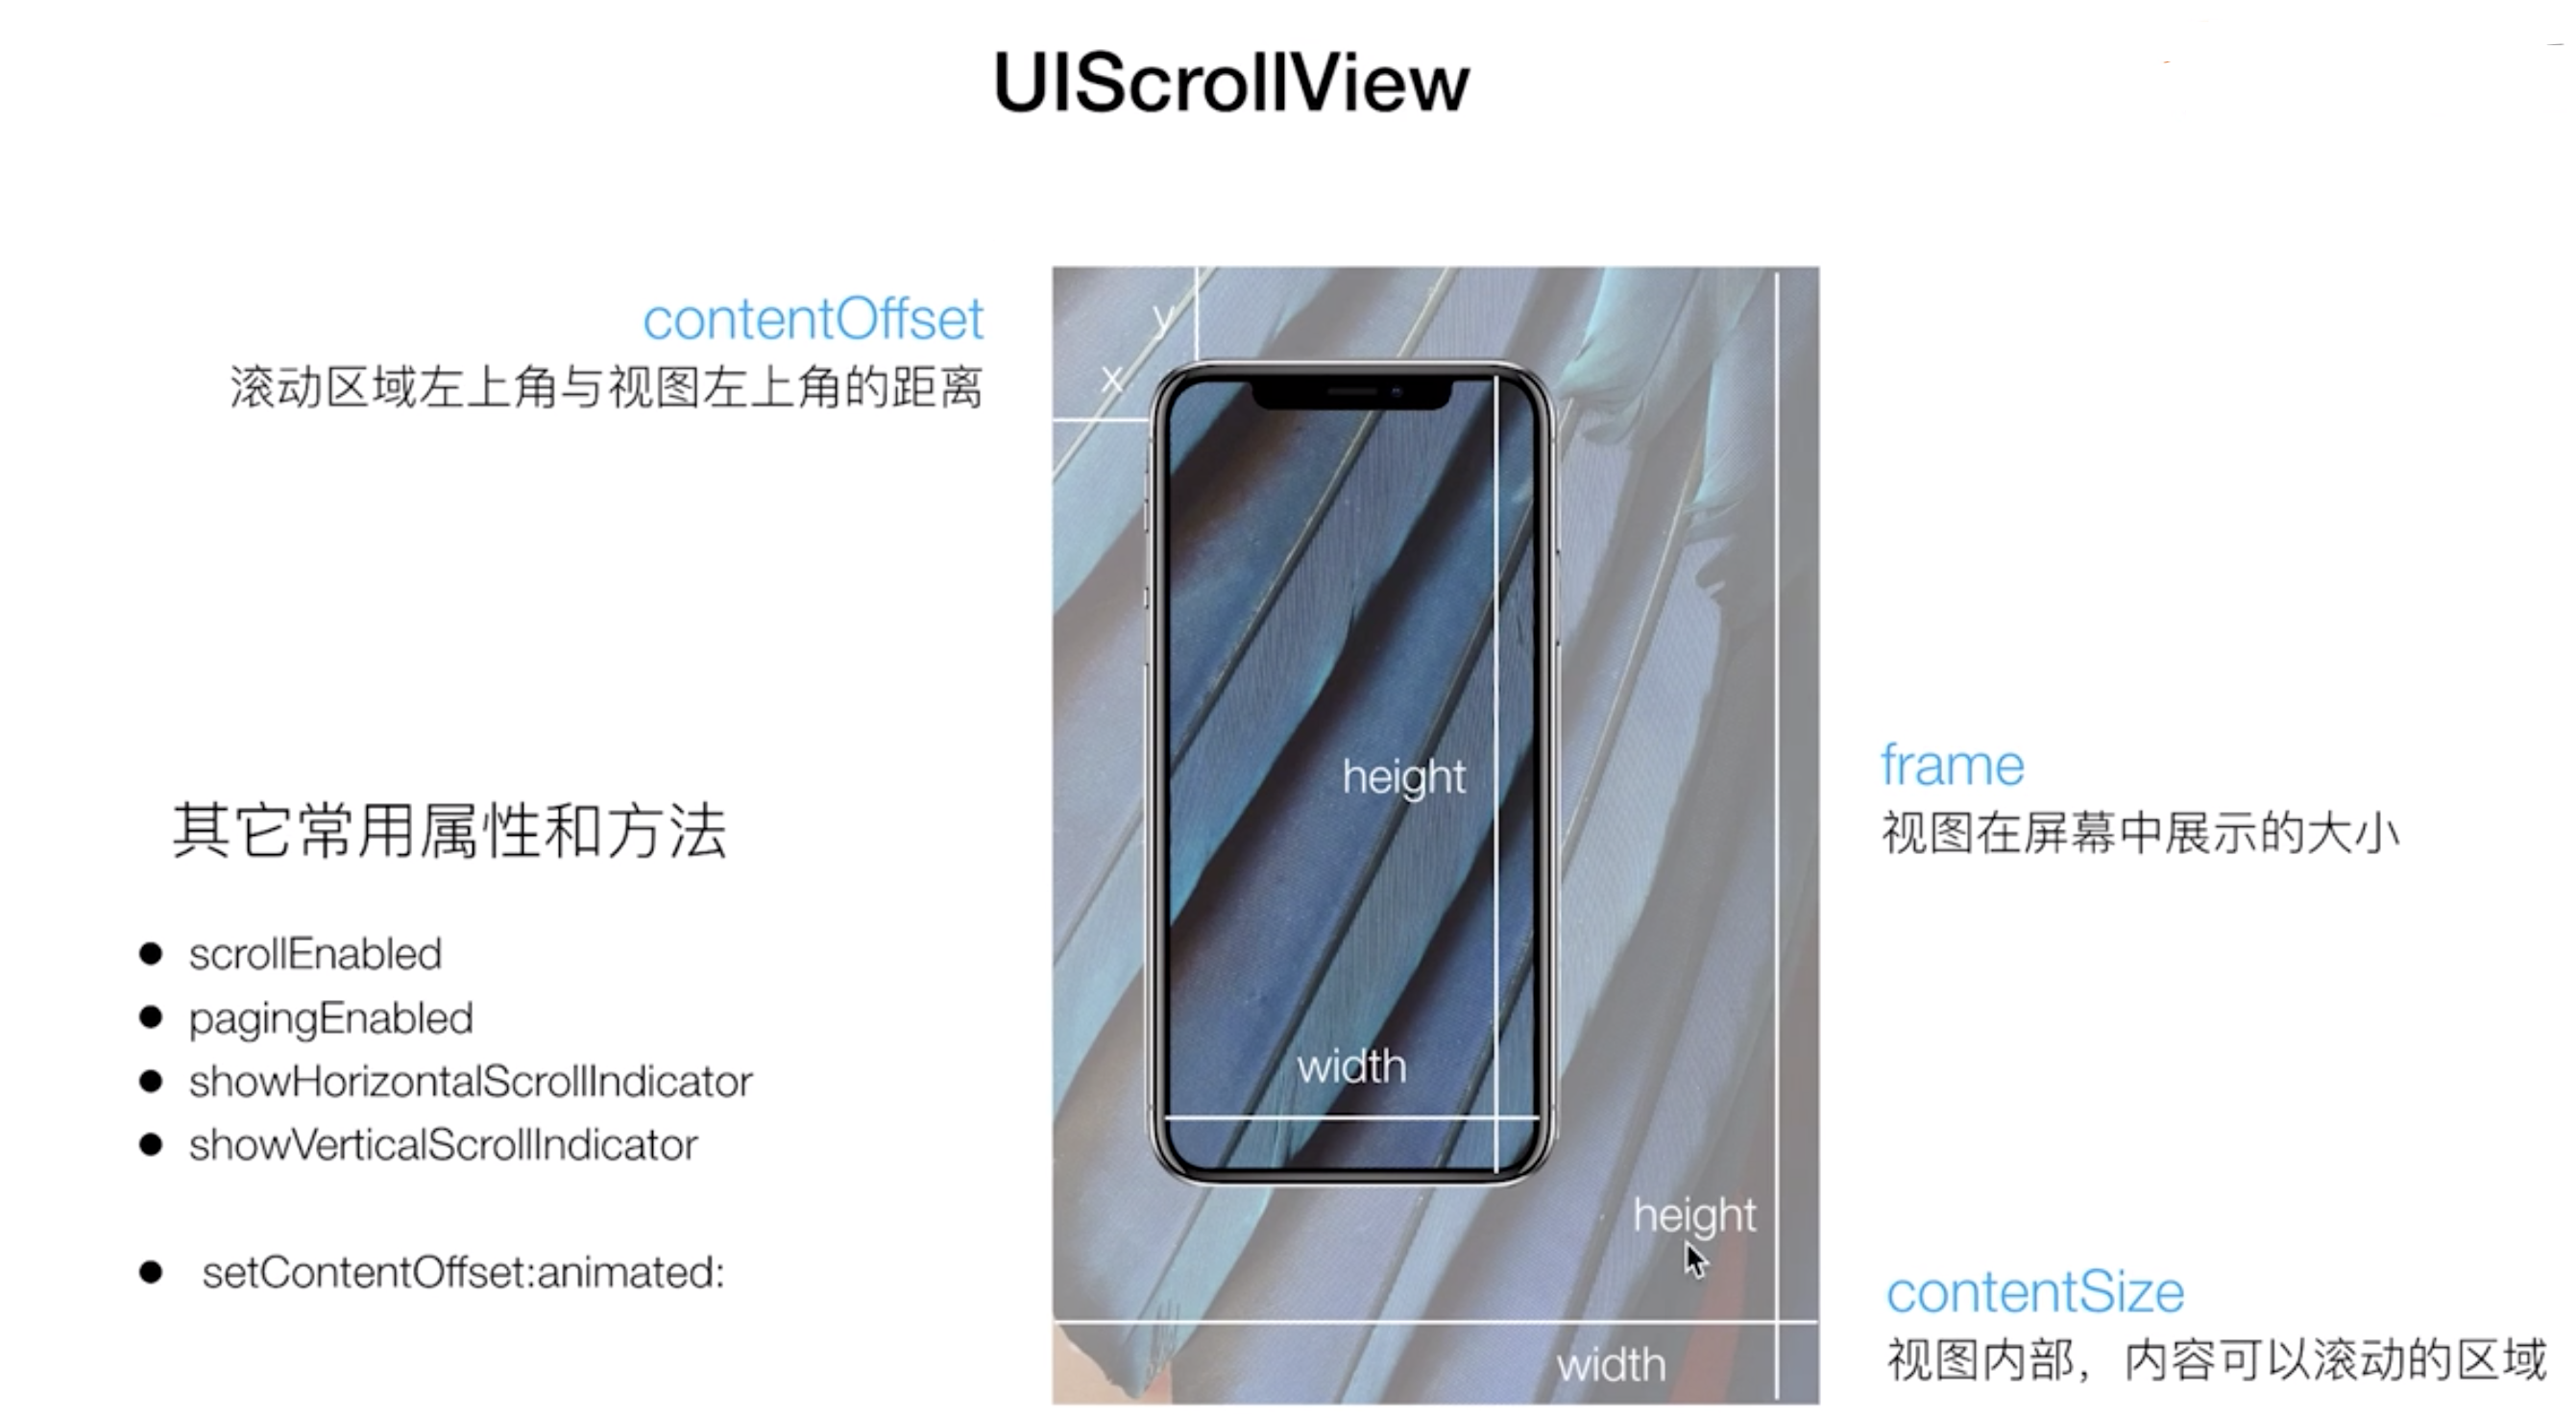 UIScrollView
contentOffset
滚动区域左上角与视图左上角的距离
y
x
height
width
frame
视图在屏幕中展示的大小
其它常用属性和方法
● scrollEnabled
● pagingEnabled
● showHorizontalScrollIndicator
● showVerticalScrollIndicator
● setContentOffset:animated:
height
width
contentSize
视图内部，内容可以滚动的区域